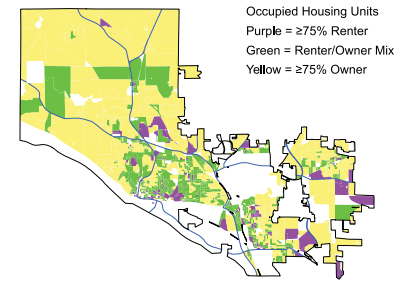 Occupied Housing Units
Purple = ≥75% Renter
Green = Renter/Owner Mix
Yellow = ≥75% Owner